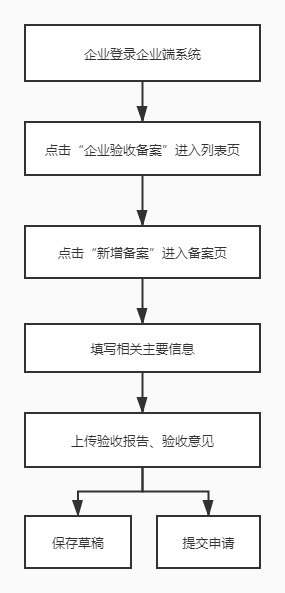 企业登录企业端系统
点击“企业验收备案”进入列表页
点击“新增备案”进入备案页
填写相关主要信息
上传验收报告、验收意见
保存草稿
提交申请